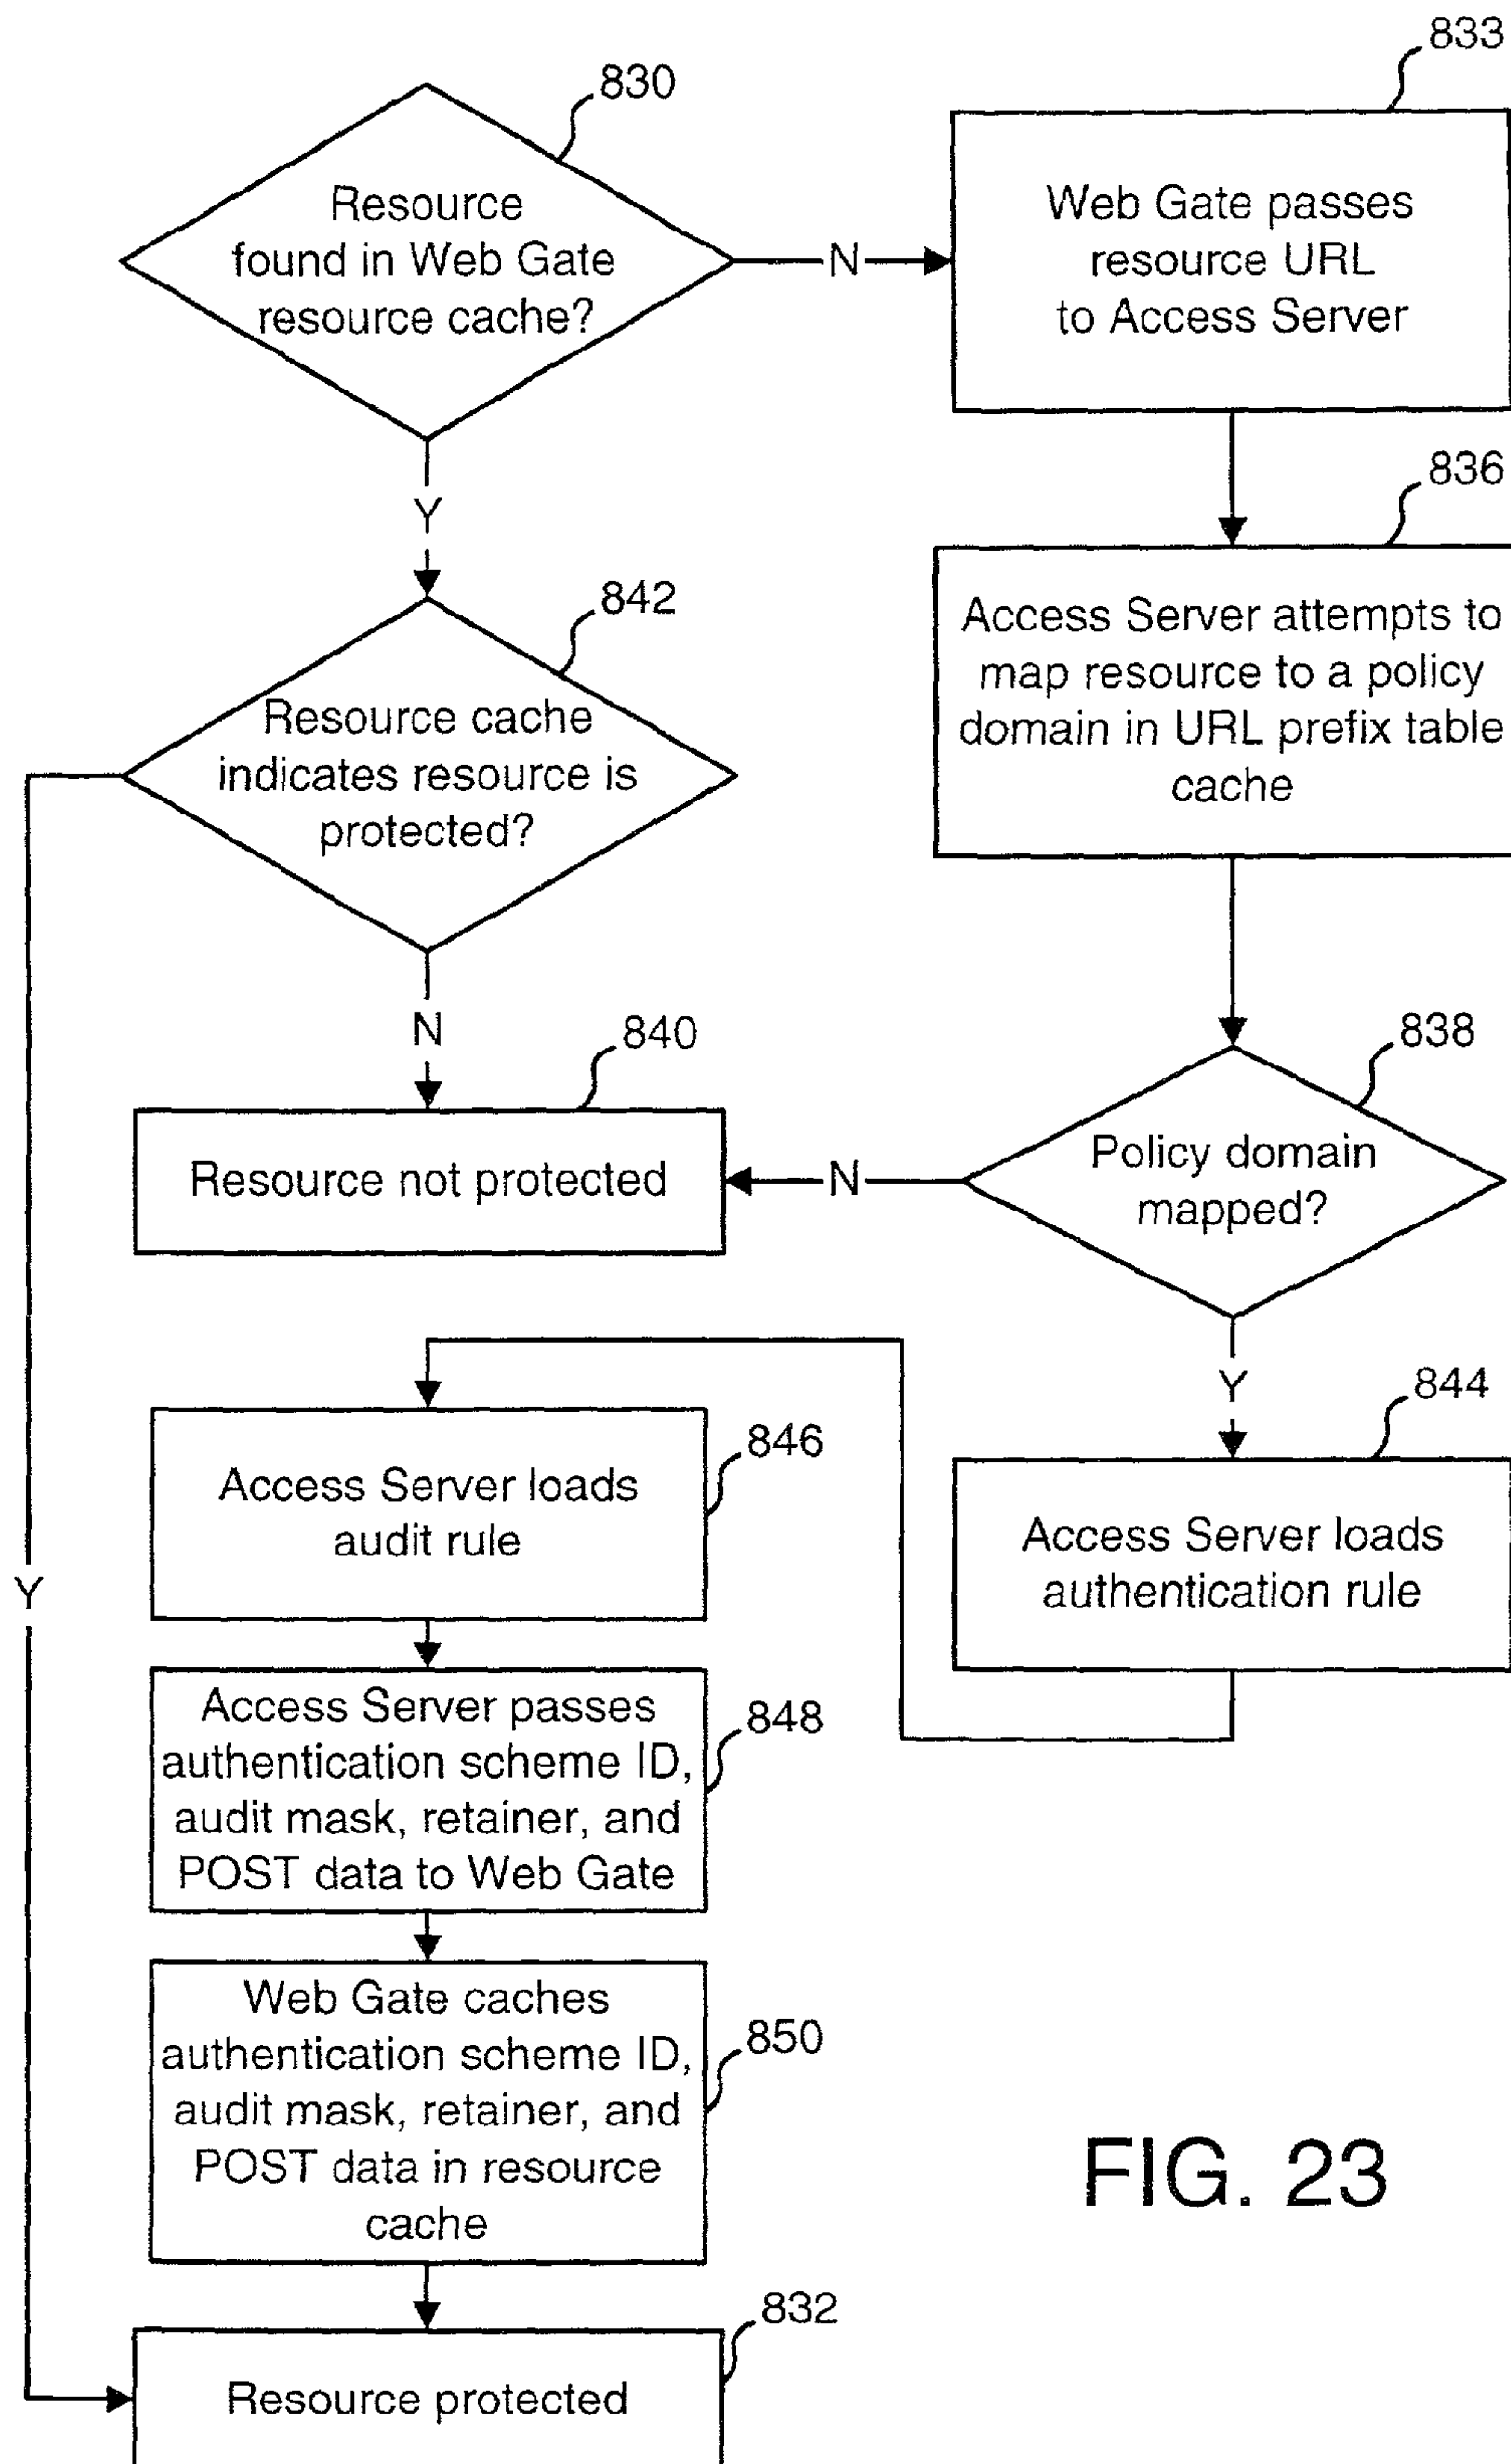 830
Resource
found in Web Gate
resource cache?
N
833
Web Gate passes
resource URL
to Access Server
Y
836
Access Server attempts to
map resource to a policy
domain in URL prefix table
cache
842
Resource cache
indicates resource is
protected?
N
838
Policy domain
mapped?
N
840
Resource not protected
Y
844
Access Server loads
authentication rule
846
Access Server loads
audit rule
848
Access Server passes
authentication scheme ID,
audit mask, retainer, and
POST data to Web Gate
850
Web Gate caches
authentication scheme ID,
audit mask, retainer, and
POST data in resource
cache
Y
832
Resource protected
FIG. 23